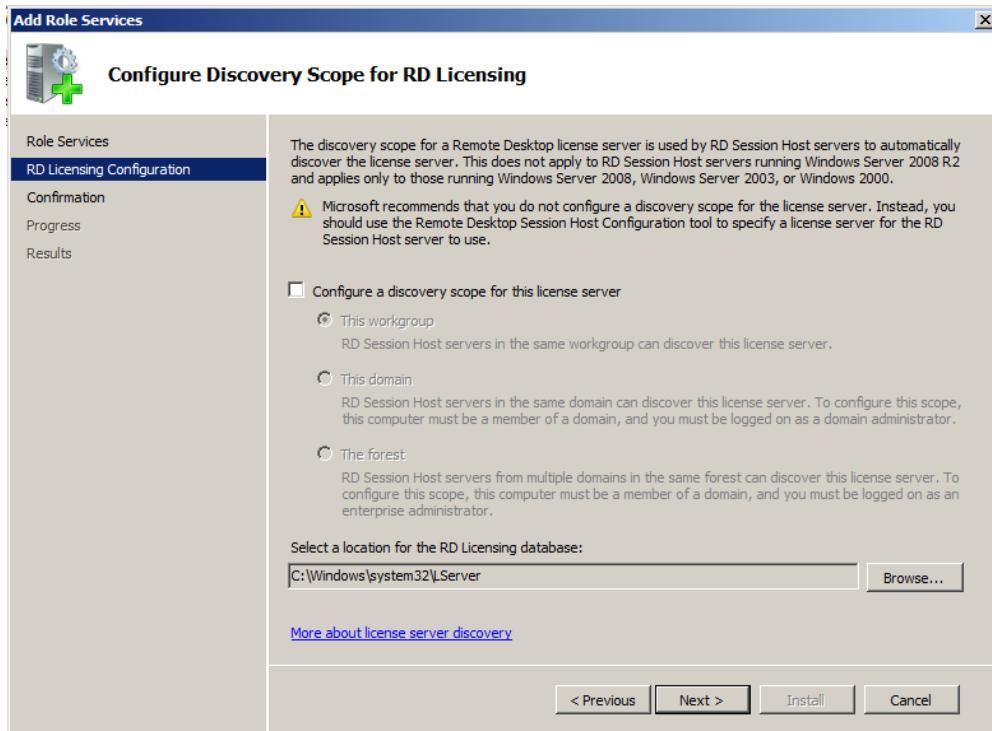 Add Role Services
Configure Discovery Scope for RD Licensing
Role Services
RD Licensing Configuration
Confirmation
Progress
Results
The discovery scope for a Remote Desktop license server is used by RD Session Host servers to automatically
discover the license server. This does not apply to RD Session Host servers running Windows Server 2008 R2
and applies only to those running Windows Server 2008, Windows Server 2003, or Windows 2000.
Microsoft recommends that you do not configure a discovery scope for the license server. Instead, you
should use the Remote Desktop Session Host Configuration tool to specify a license server for the RD
Session Host server to use.
Configure a discovery scope for this license server
This workgroup
RD Session Host servers in the same workgroup can discover this license server.
This domain
RD Session Host servers in the same domain can discover this license server. To configure this scope,
this computer must be a member of a domain, and you must be logged on as a domain administrator.
The forest
RD Session Host servers from multiple domains in the same forest can discover this license server. To
configure this scope, this computer must be a member of a domain, and you must be logged on as an
enterprise administrator.
Select a location for the RD Licensing database:
C:\Windows\system32\LServer
Browse...
More about license server discovery
< Previous
Next >
Install
Cancel